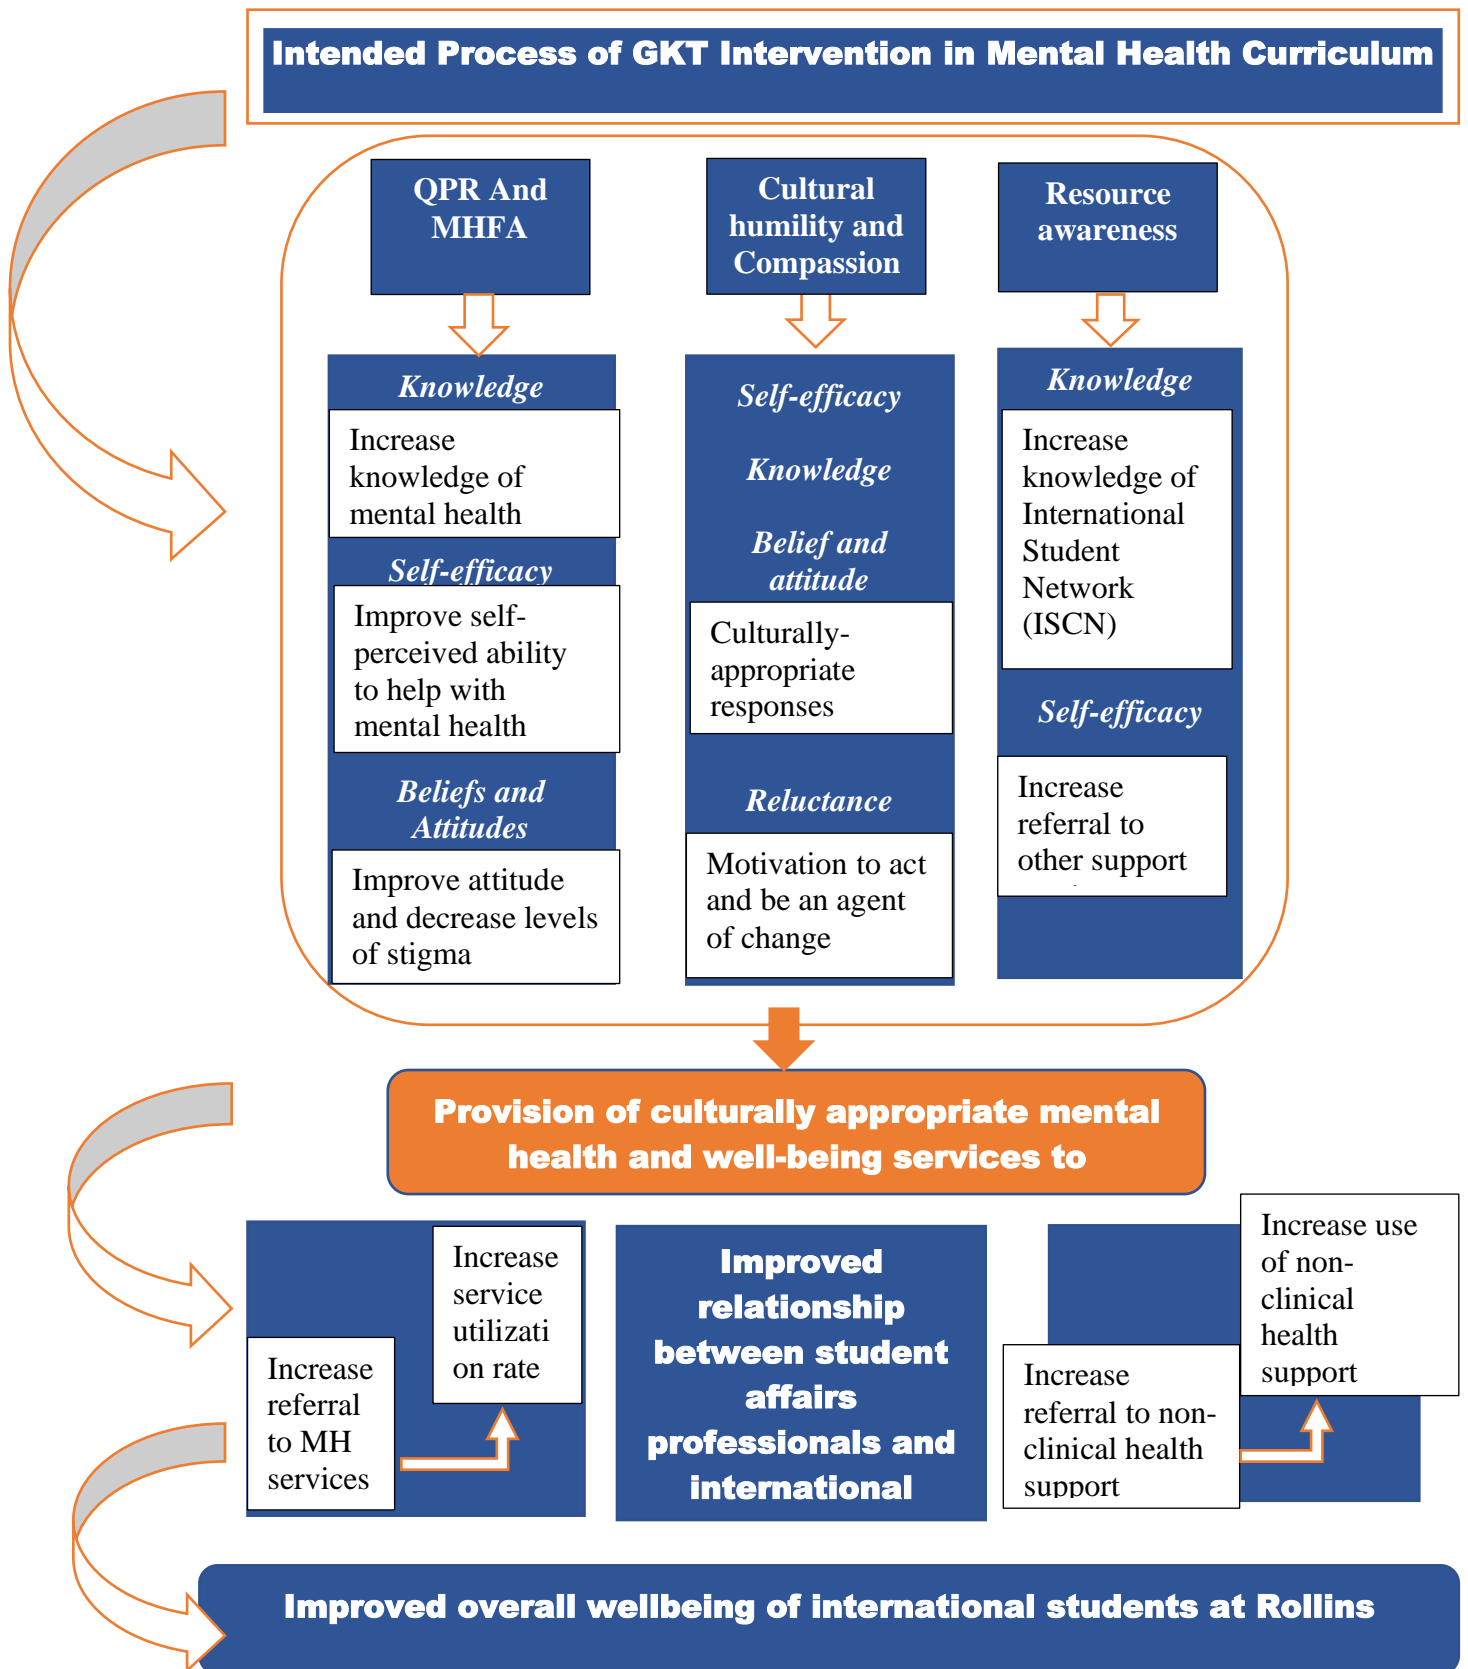 Intended Process of GKT Intervention in Mental Health Curriculum
QPR And
MHFA
Cultural
humility and
Compassion
Resource
awareness
Knowledge
Increase
knowledge of
mental health
Self-efficacy
Improve self-
perceived ability
to help with
mental health
Beliefs and
Attitudes
Improve attitude
and decrease levels
of stigma
Self-efficacy
Knowledge
Belief and
attitude
Culturally-
appropriate
responses
Reluctance
Motivation to act
and be an agent
of change
Knowledge
Increase
knowledge of
International
Student
Network
(ISCN)
Self-efficacy
Increase
referral to
other support
Provision of culturally appropriate mental
health and well-being services to
Increase
referral
to MH
services
Increase
service
utilizati
on rate
Improved
relationship
between student
affairs
professionals and
international
Increase
referral to non-
clinical health
support
Increase use
of non-
clinical
health
support
Improved overall wellbeing of international students at Rollins